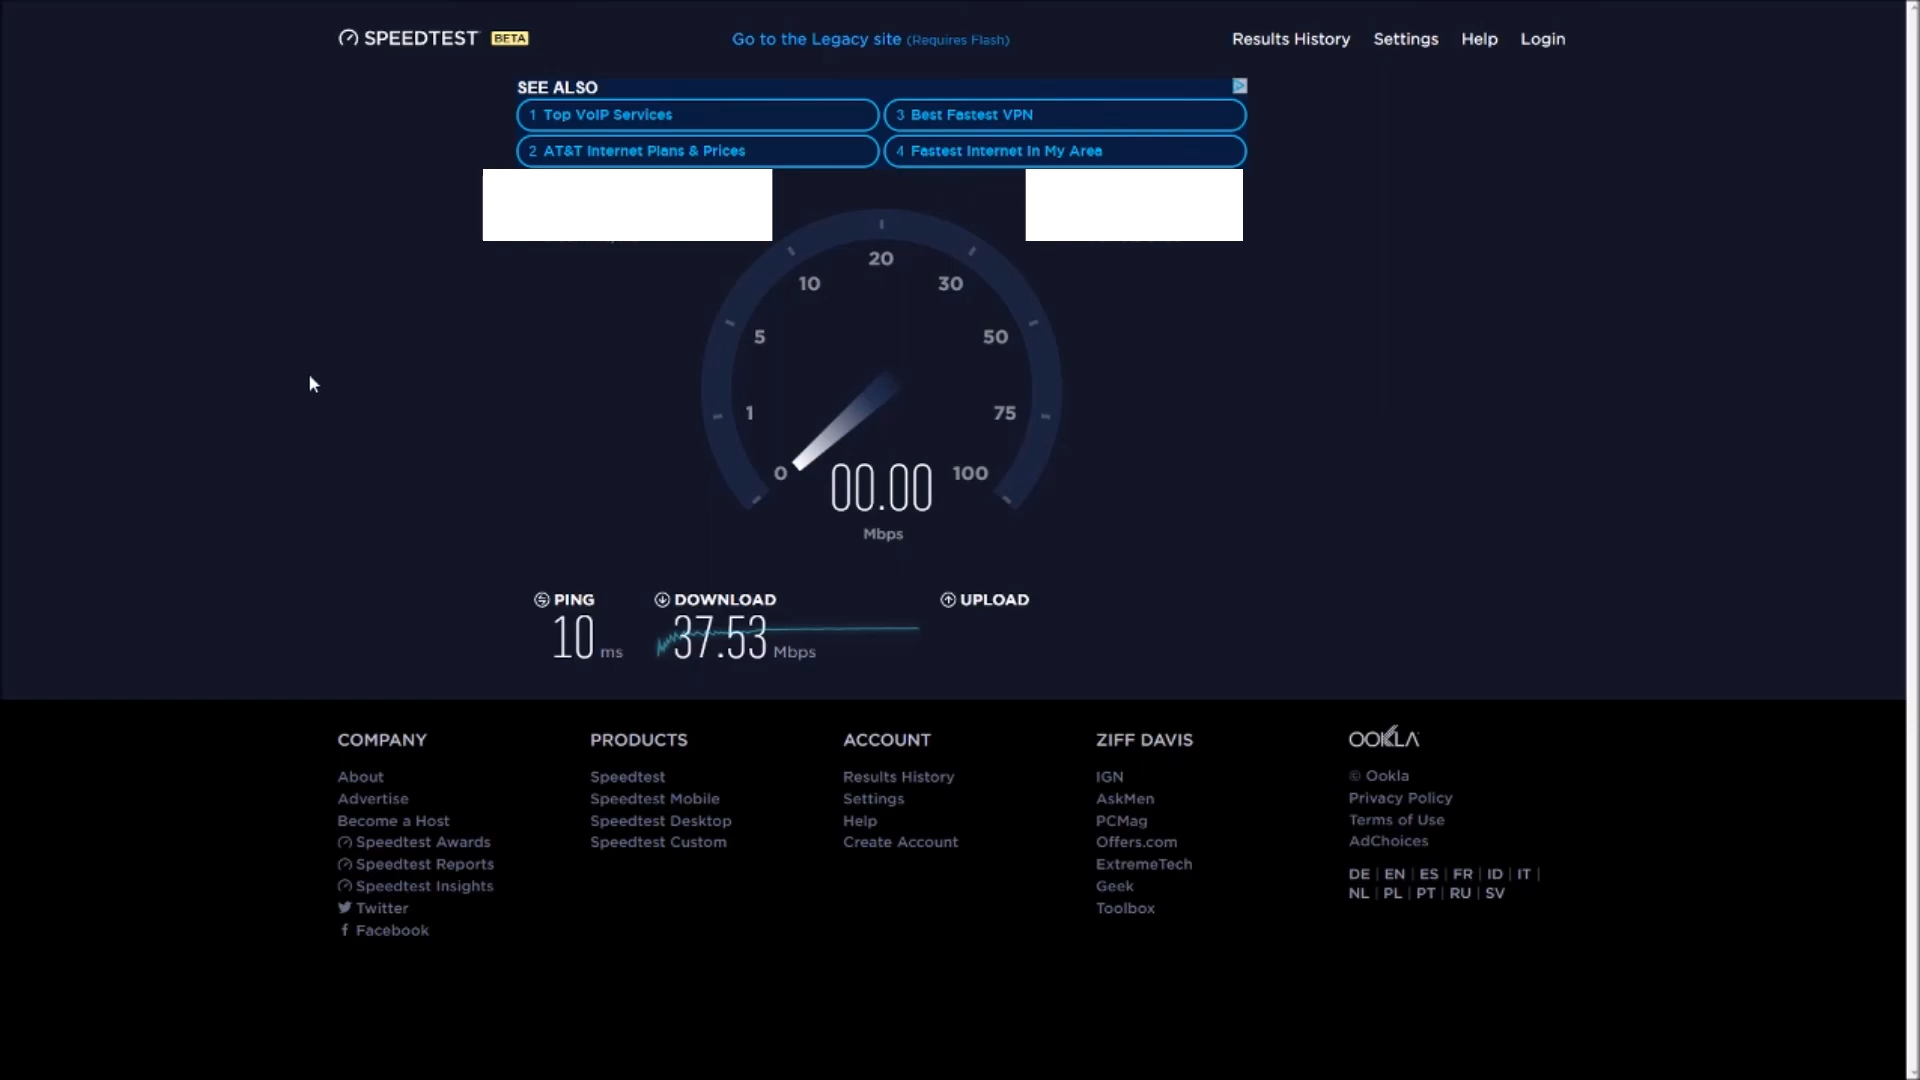 SPEEDTEST BETA
Go to the Legacy site (Requires Flash)
Results History Settings Help Login
SEE ALSO
1 Top VoIP Services
3 Best Fastest VPN
2 AT&T Internet Plans & Prices
4 Fastest Internet In My Area
20
10 30
5 50
1 75
0 100
00.00
Mbps
PING DOWNLOAD UPLOAD
10 ms 37.53 Mbps
COMPANY
About
Advertise
Become a Host
Speedtest Awards
Speedtest Reports
Speedtest Insights
Twitter
Facebook
PRODUCTS
Speedtest
Speedtest Mobile
Speedtest Desktop
Speedtest Custom
ACCOUNT
Results History
Settings
Help
Create Account
ZIFF DAVIS
IGN
AskMen
PCMag
Offers.com
ExtremeTech
Geek
Toolbox
OOKLA
© Ookla
Privacy Policy
Terms of Use
AdChoices
DE | EN | ES | FR | ID | IT |
NL | PL | PT | RU | SV